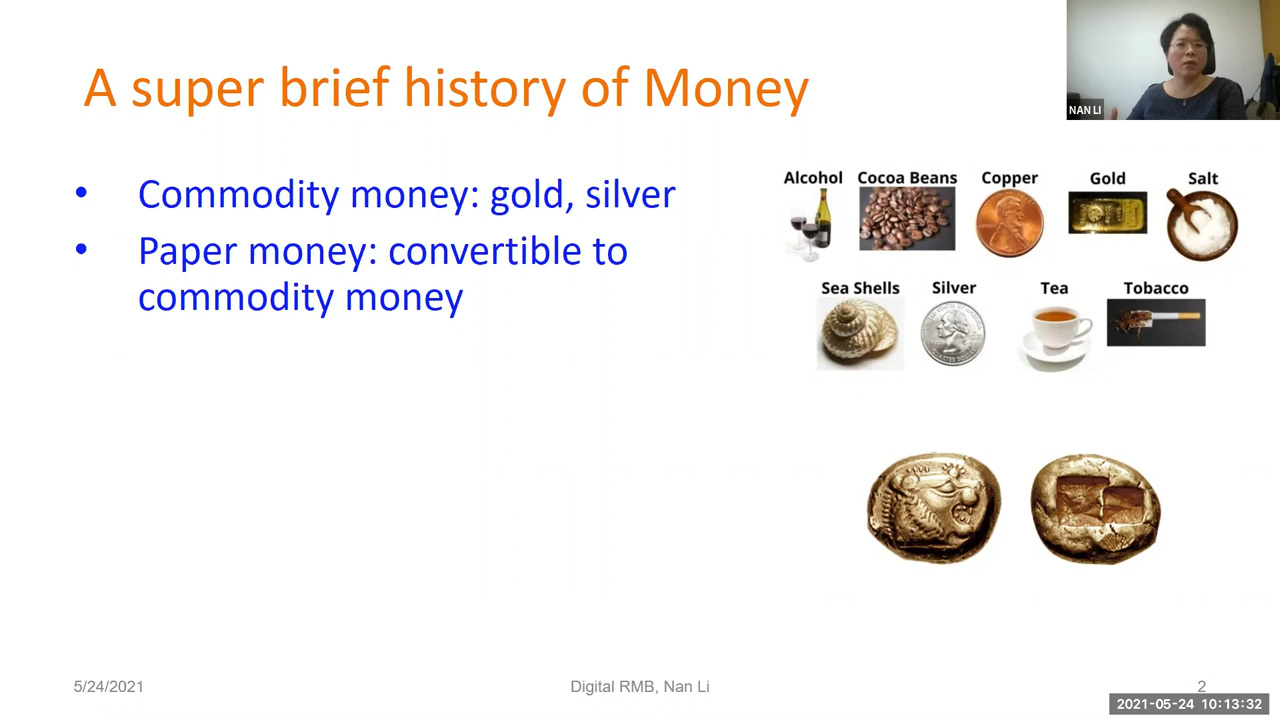 A super brief history of Money
NAN LI
• Commodity money: gold, silver
• Paper money: convertible to
commodity money
Alcohol Cocoa Beans Copper Gold Salt
Sea Shells Silver Tea Tobacco
5/24/2021 Digital RMB, Nan Li 2
2021-05-24 10:13:32